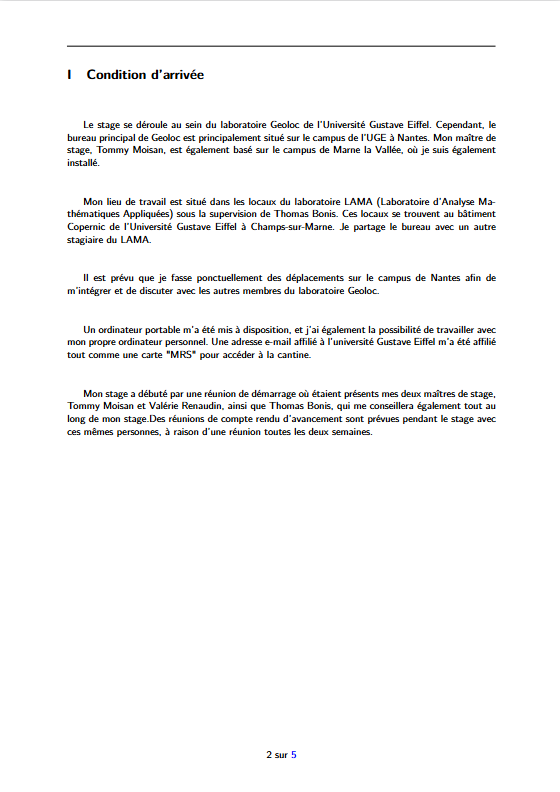 I Condition d'arrivée
Le stage se déroule au sein du laboratoire Geoloc de l'Université Gustave Eiffel. Cependant, le
bureau principal de Geoloc est principalement situé sur le campus de l'UGE à Nantes. Mon maître de
stage, Tommy Moisan, est également basé sur le campus de Marne la Vallée, où je suis également
installé.
Mon lieu de travail est situé dans les locaux du laboratoire LAMA (Laboratoire d'Analyse Ma-
thématiques Appliquées) sous la supervision de Thomas Bonis. Ces locaux se trouvent au bâtiment
Copernic de l'Université Gustave Eiffel à Champs-sur-Marne. Je partage le bureau avec un autre
stagiaire du LAMA.
Il est prévu que je fasse ponctuellement des déplacements sur le campus de Nantes afin de
m'intégrer et de discuter avec les autres membres du laboratoire Geoloc.
Un ordinateur portable m'a été mis à disposition, et j'ai également la possibilité de travailler avec
mon propre ordinateur personnel. Une adresse e-mail affilié à l'université Gustave Eiffel m'a été affilié
tout comme une carte "MRS" pour accéder à la cantine.
Mon stage a débuté par une réunion de démarrage où étaient présents mes deux maîtres de stage,
Tommy Moisan et Valérie Renaudin, ainsi que Thomas Bonis, qui me conseillera également tout au
long de mon stage.Des réunions de compte rendu d'avancement sont prévues pendant le stage avec
ces mêmes personnes, à raison d'une réunion toutes les deux semaines.
2 sur 5